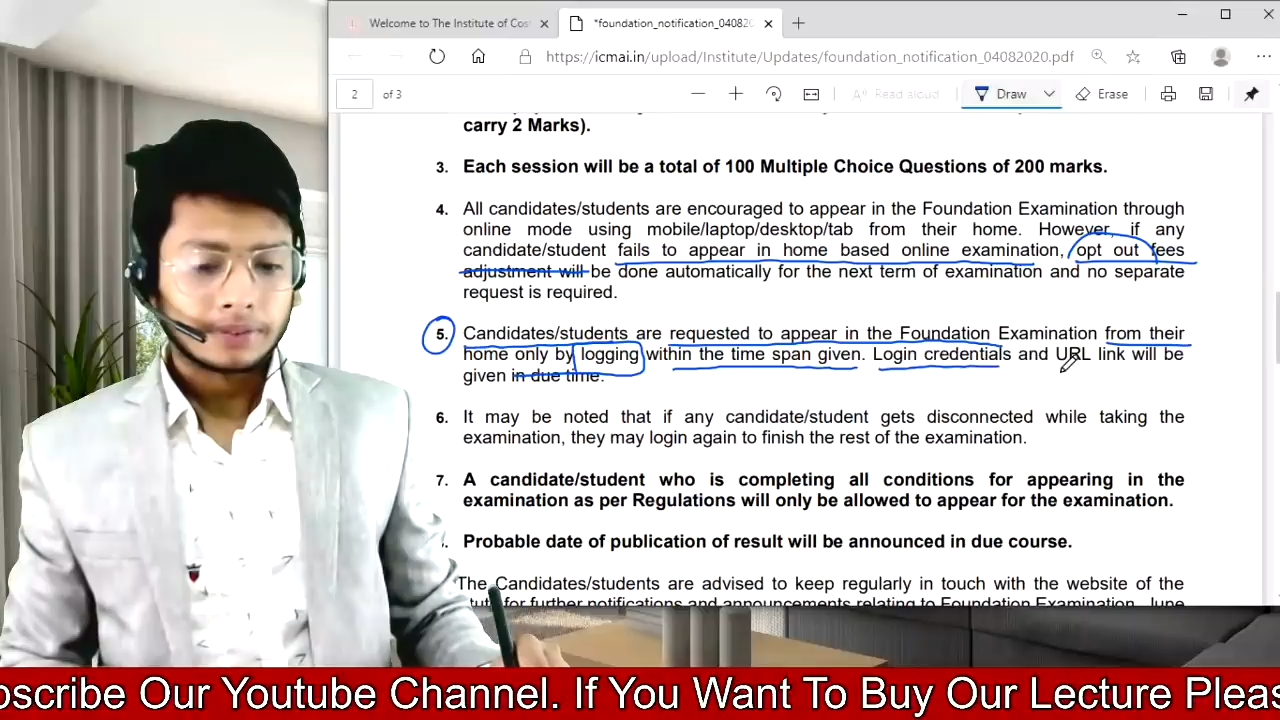 Welcome to The Institute of Cos
*foundation_notification_04082
https://icmai.in/upload/Institute/Updates/foundation_notification_04082020.pdf
2 of 3
Read aloud
Draw
Erase
carry 2 Marks).
3. Each session will be a total of 100 Multiple Choice Questions of 200 marks.
4. All candidates/students are encouraged to appear in the Foundation Examination through
online mode using mobile/laptop/desktop/tab from their home. However, if any
candidate/student fails to appear in home based online examination, opt out fees
adjustment will be done automatically for the next term of examination and no separate
request is required.
5. Candidates/students are requested to appear in the Foundation Examination from their
home only by logging within the time span given. Login credentials and URL link will be
given in due time.
6. It may be noted that if any candidate/student gets disconnected while taking the
examination, they may login again to finish the rest of the examination.
7. A candidate/student who is completing all conditions for appearing in the
examination as per Regulations will only be allowed to appear for the examination.
Probable date of publication of result will be announced in due course.
The Candidates/students are advised to keep regularly in touch with the website of the
for further notifications and announcements relating to Foundation Examination, June
bscribe Our Youtube Channel. If You Want To Buy Our Lecture Pleas